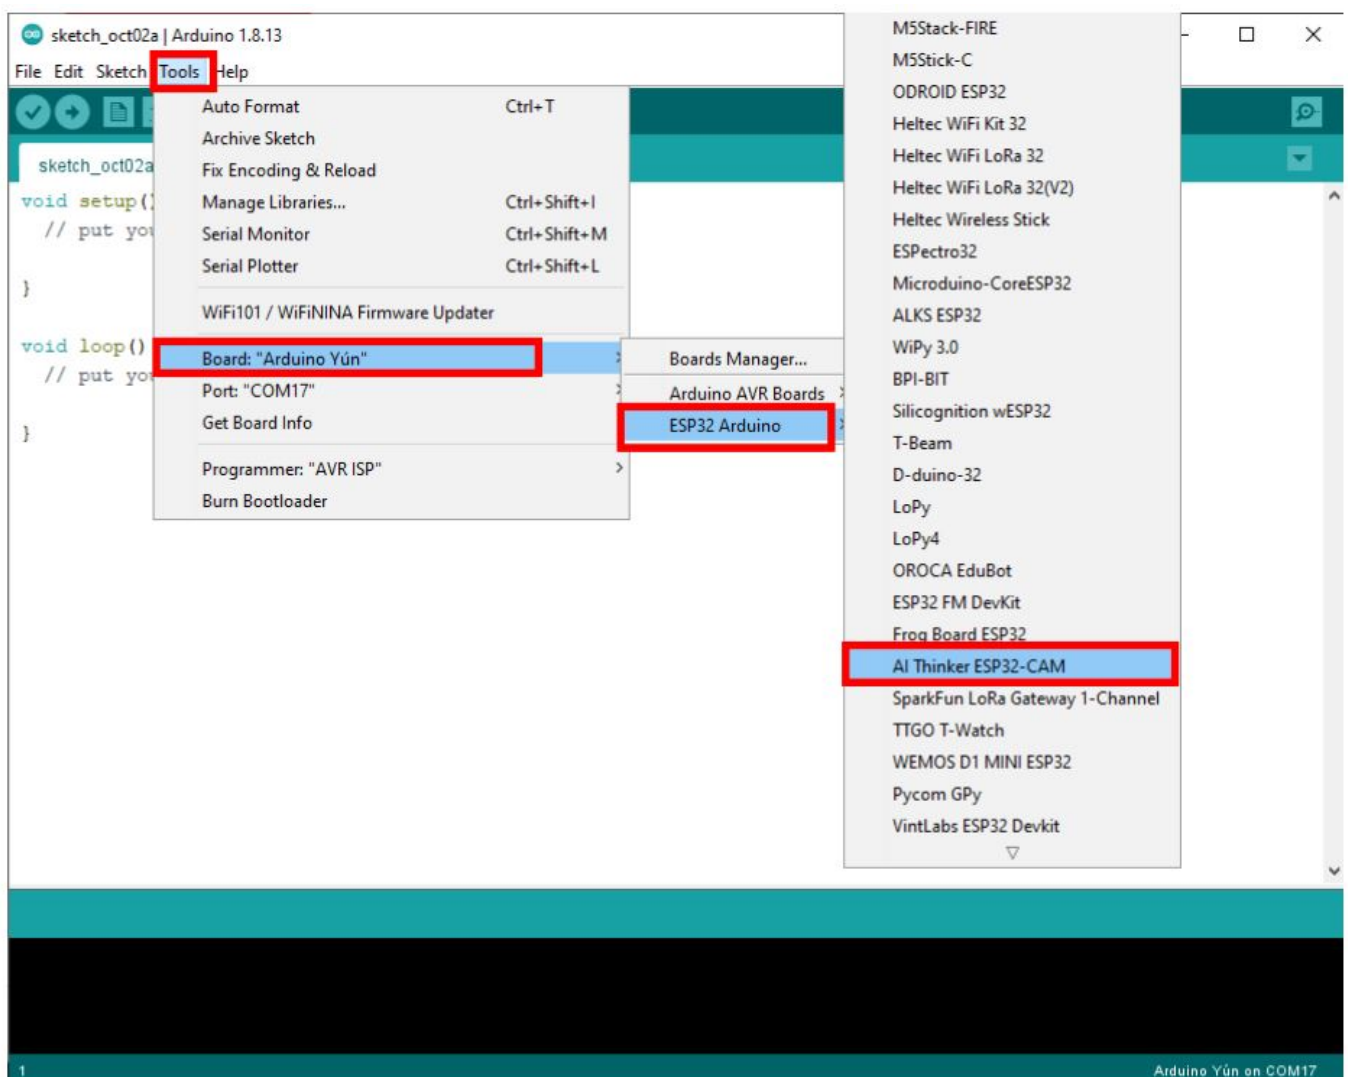 sketch_oct02a | Arduino 1.8.13
File Edit Sketch Tools Help
sketch_oct02a
void setup()
// put you
}
void loop()
// put you
}
Auto Format Ctrl+T
Archive Sketch
Fix Encoding & Reload
Manage Libraries... Ctrl+Shift+I
Serial Monitor Ctrl+Shift+M
Serial Plotter Ctrl+Shift+L
WiFi101 / WiFiNINA Firmware Updater
Board: "Arduino Yún"
Port: "COM17"
Get Board Info
Programmer: "AVR ISP"
Burn Bootloader
Boards Manager...
Arduino AVR Boards
ESP32 Arduino
M5Stack-FIRE
M5Stick-C
ODROID ESP32
Heltec WiFi Kit 32
Heltec WiFi LoRa 32
Heltec WiFi LoRa 32(V2)
Heltec Wireless Stick
ESPectro32
Microduino-CoreESP32
ALKS ESP32
WiPy 3.0
BPI-BIT
Silicognition wESP32
T-Beam
D-duino-32
LoPy
LoPy4
OROCA EduBot
ESP32 FM DevKit
Frog Board ESP32
AI Thinker ESP32-CAM
SparkFun LoRa Gateway 1-Channel
TTGO T-Watch
WEMOS D1 MINI ESP32
Pycom GPy
VintLabs ESP32 Devkit
1
Arduino Yún on COM17